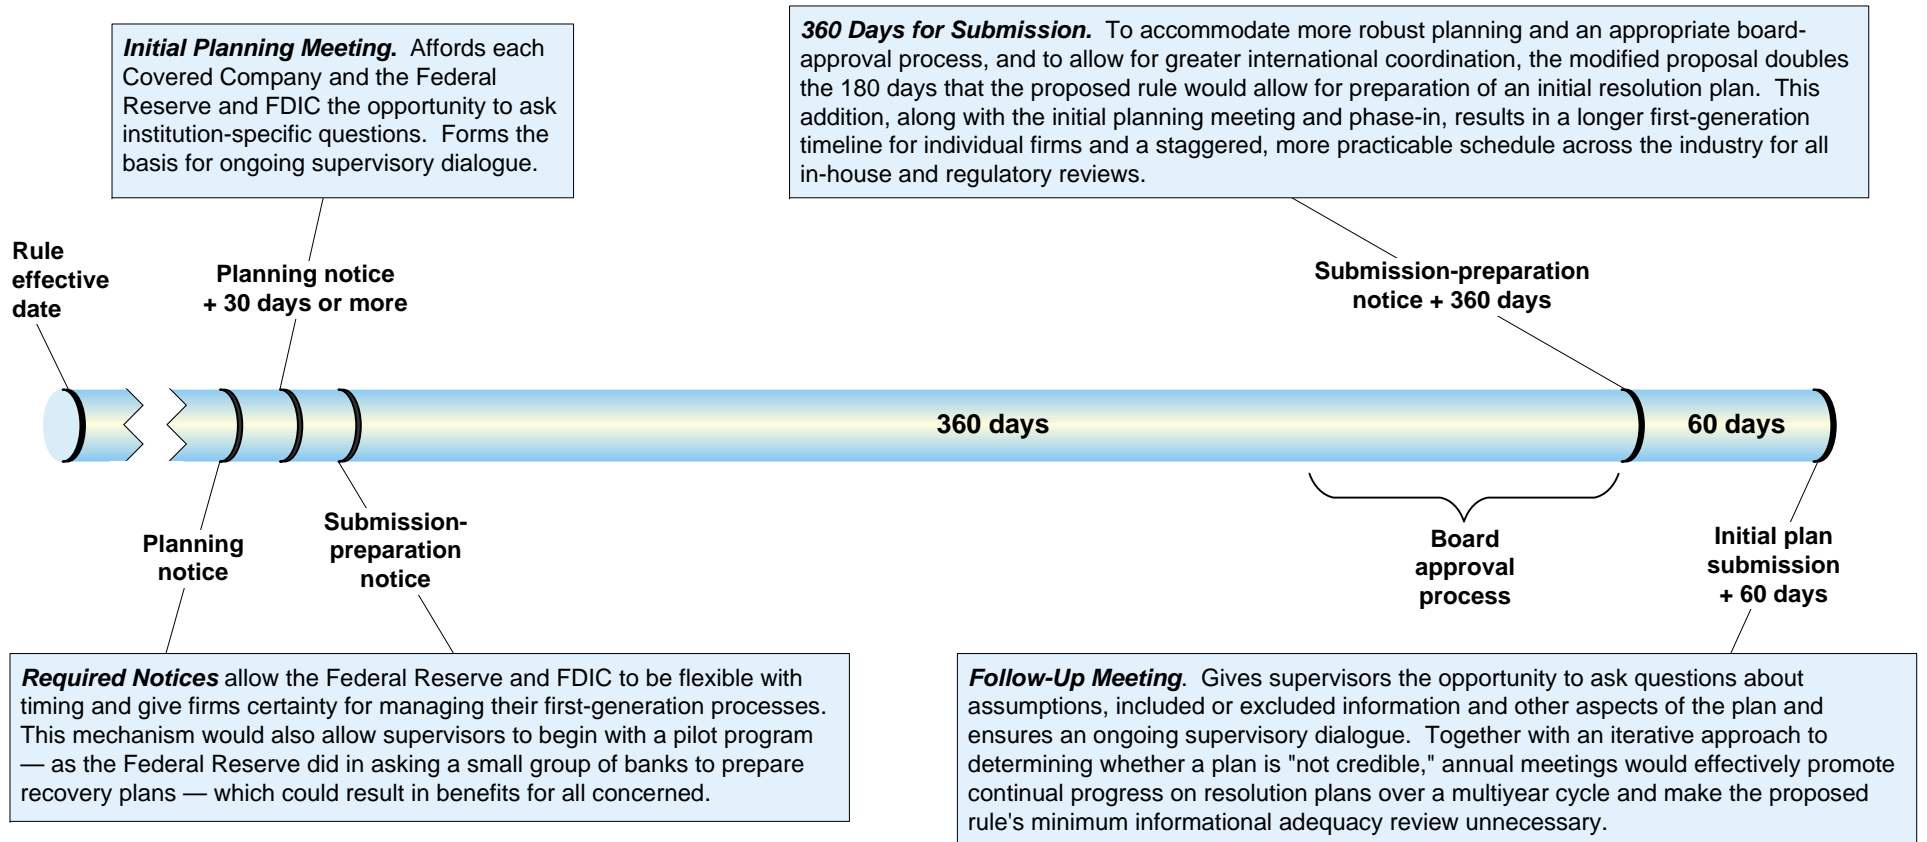 Initial Planning Meeting.  Affords each
Covered Company and the Federal
Reserve and FDIC the opportunity to ask
institution-specific questions.  Forms the
basis for ongoing supervisory dialogue.
360 Days for Submission.  To accommodate more robust planning and an appropriate board-
approval process, and to allow for greater international coordination, the modified proposal doubles
the 180 days that the proposed rule would allow for preparation of an initial resolution plan.  This
addition, along with the initial planning meeting and phase-in, results in a longer first-generation
timeline for individual firms and a staggered, more practicable schedule across the industry for all
in-house and regulatory reviews.
Rule
effective
date
Planning notice
+ 30 days or more
Submission-preparation
notice + 360 days
360 days
60 days
Planning
notice
Submission-
preparation
notice
Board
approval
process
Initial plan
submission
+ 60 days
Required Notices allow the Federal Reserve and FDIC to be flexible with
timing and give firms certainty for managing their first-generation processes.
This mechanism would also allow supervisors to begin with a pilot program
— as the Federal Reserve did in asking a small group of banks to prepare
recovery plans — which could result in benefits for all concerned.
Follow-Up Meeting.  Gives supervisors the opportunity to ask questions about
assumptions, included or excluded information and other aspects of the plan and
ensures an ongoing supervisory dialogue.  Together with an iterative approach to
determining whether a plan is "not credible," annual meetings would effectively promote
continual progress on resolution plans over a multiyear cycle and make the proposed
rule's minimum informational adequacy review unnecessary.